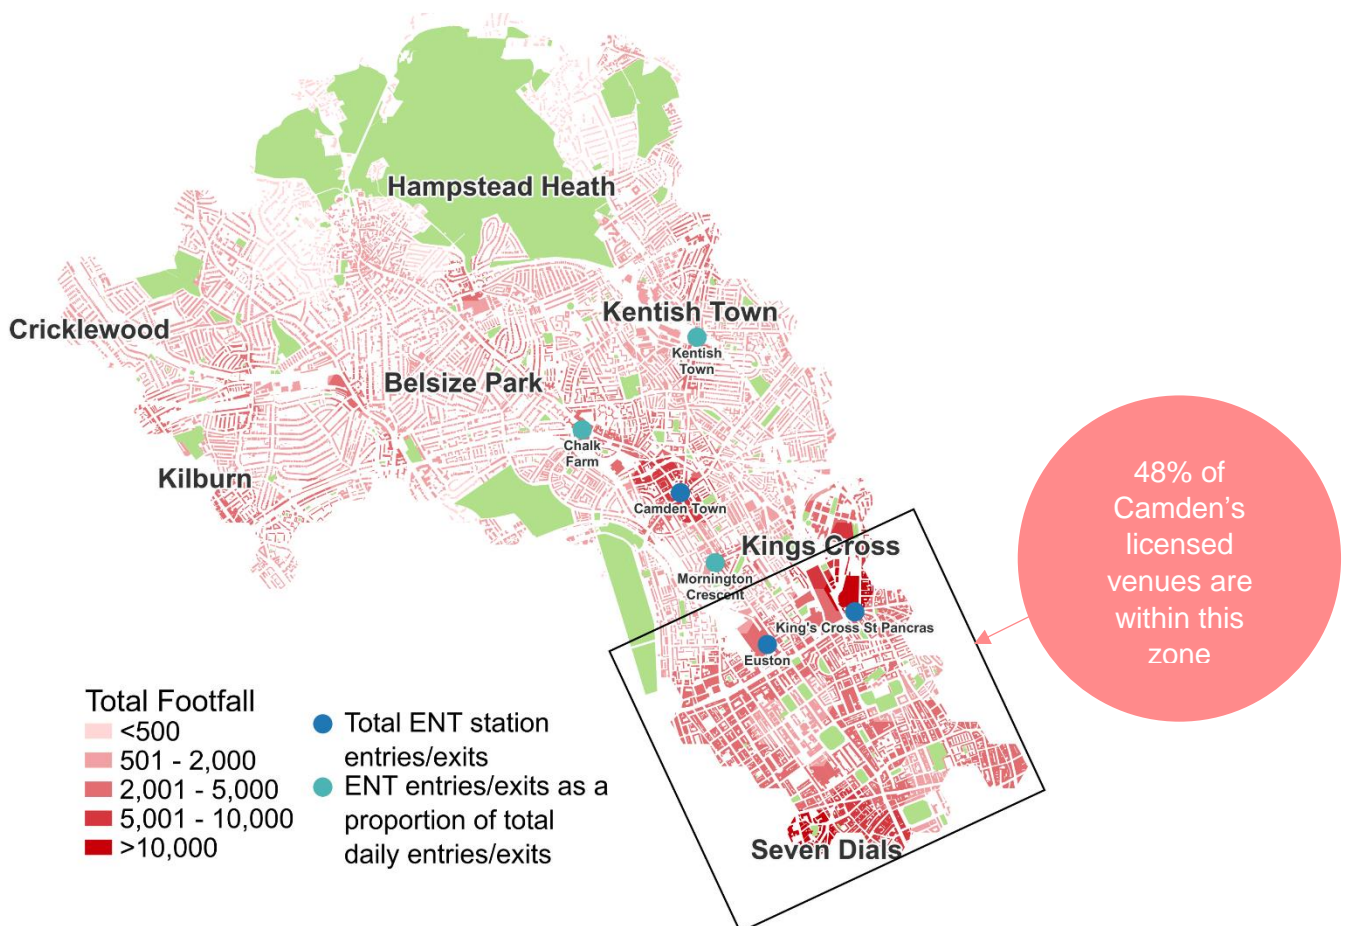 Hampstead Heath
Kentish Town
Cricklewood
Kentish
Town
Belsize Park
Chalk
Farm
Kilburn
Camden Town
Kings Cross
Mornington
Crescent
King's Cross St Pancras
Euston
Seven Dials
48% of
Camden’s
licensed
venues are
within this
zone
Total Footfall
<500
501 - 2,000
2,001 - 5,000
5,001 - 10,000
>10,000
Total ENT station
entries/exits
ENT entries/exits as a
proportion of total
daily entries/exits